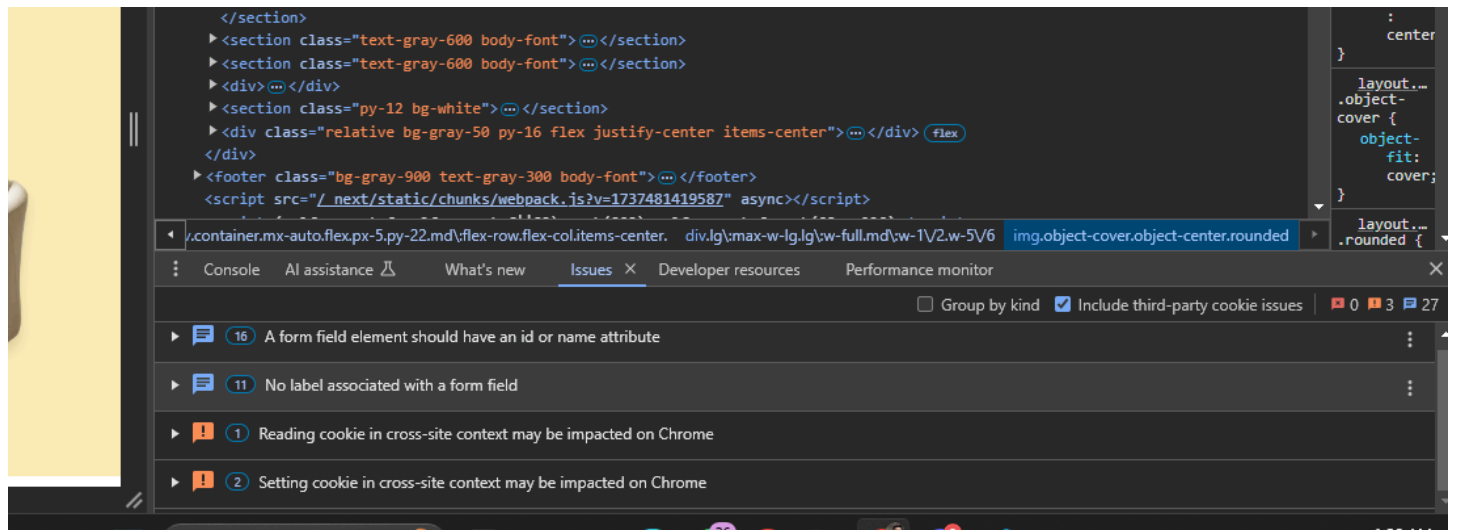 </section>
<section class="text-gray-600 body-font">…</section>
<section class="text-gray-600 body-font">…</section>
<div>…</div>
<section class="py-12 bg-white">…</section>
<div class="relative bg-gray-50 py-16 flex justify-center items-center">…</div> flex
</div>
<footer class="bg-gray-900 text-gray-300 body-font">…</footer>
<script src="/_next/static/chunks/webpack.js?v=1737481419587" async></script>
:
center
}
layout.…
.object-
cover {
object-
fit:
cover;
}
layout.…
.rounded {
v.container.mx-auto.flex.px-5.py-22.md\:flex-row.flex-col.items-center. div.lg\:max-w-lg.lg\:w-full.md\:w-1\/2.w-5\/6 img.object-cover.object-center.rounded
Console AI assistance What's new Issues × Developer resources Performance monitor ×
Group by kind Include third-party cookie issues 0 3 27
16 A form field element should have an id or name attribute
11 No label associated with a form field
1 Reading cookie in cross-site context may be impacted on Chrome
2 Setting cookie in cross-site context may be impacted on Chrome